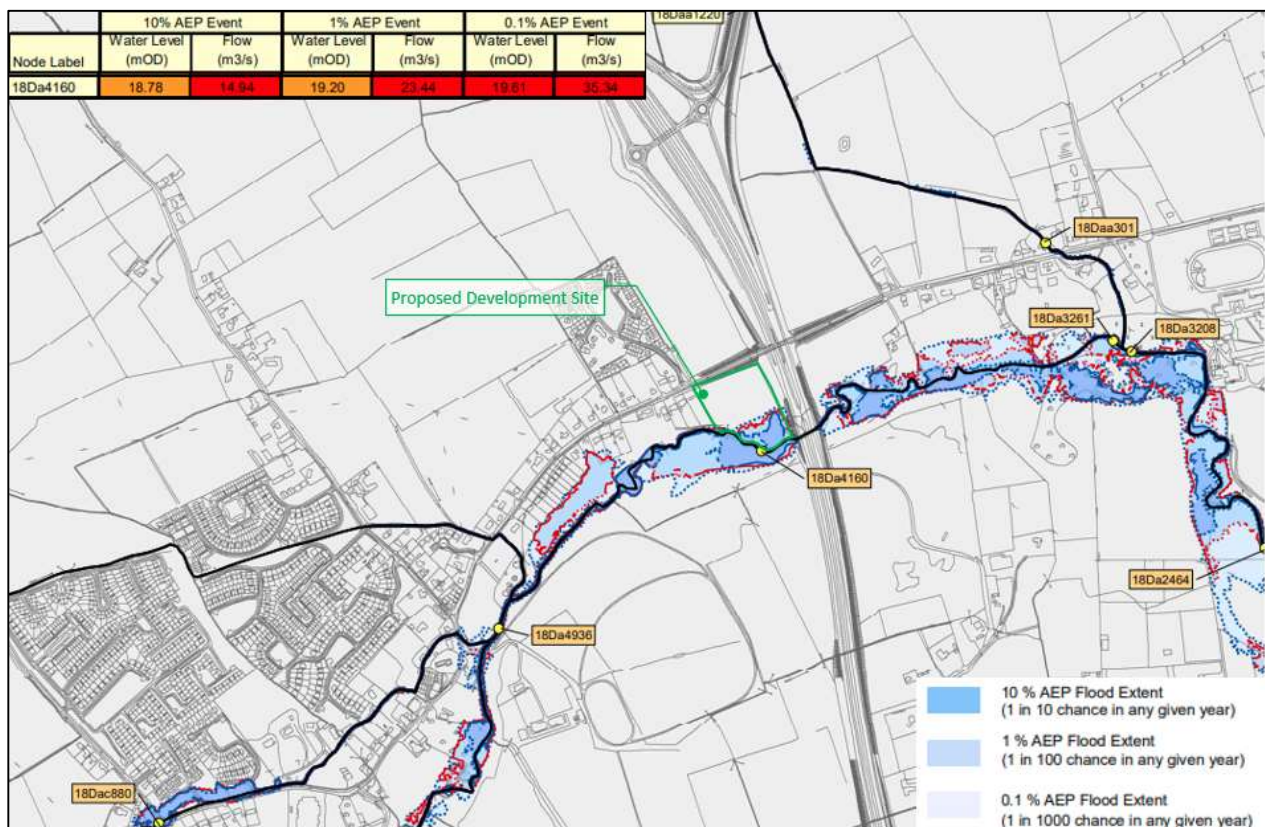 10% AEP Event 1% AEP Event 0.1% AEP Event
Node Label Water Level (mOD) Flow (m3/s) Water Level (mOD) Flow (m3/s) Water Level (mOD) Flow (m3/s)
18Da4160 18.78 14.94 19.20 23.44 19.61 35.34
18Daa1220
18Daa301
Proposed Development Site
18Da3261
18Da3208
18Da4160
18Da2464
18Da4936
18Dac880
10 % AEP Flood Extent
(1 in 10 chance in any given year)
1 % AEP Flood Extent
(1 in 100 chance in any given year)
0.1 % AEP Flood Extent
(1 in 1000 chance in any given year)